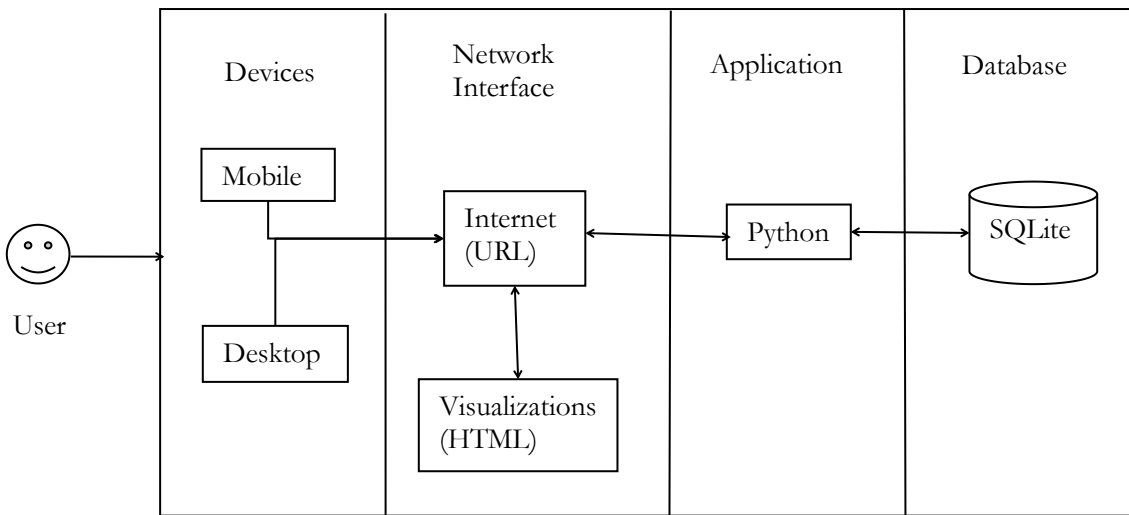 Devices
Network
Interface
Application
Database
Mobile
Internet
(URL)
Python
SQLite
User
Desktop
Visualizations
(HTML)